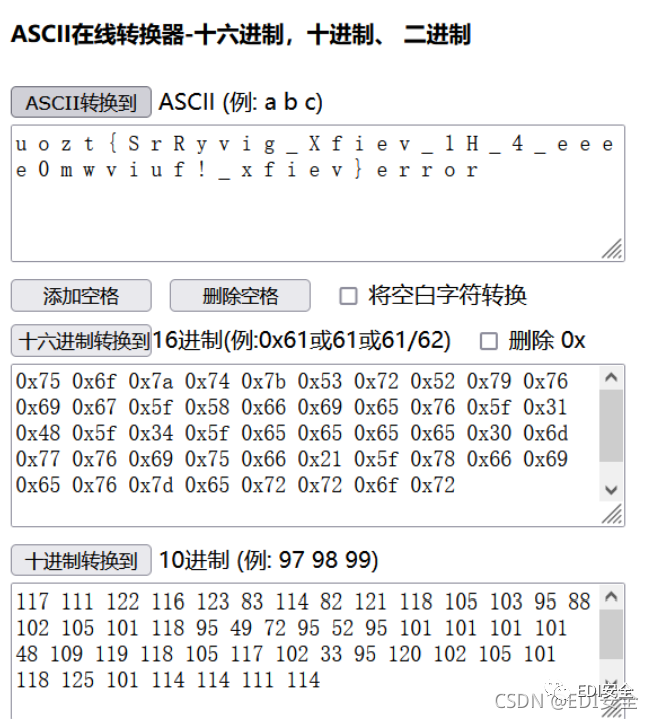 ASCII在线转换器-十六进制，十进制、 二进制
ASCII转换到 ASCII (例: a b c)
u o z t { S r R y v i g _ X f i e v _ 1 H _ 4 _ e e e
e 0 m w v i u f ! _ x f i e v } e r r o r
添加空格 删除空格 将空白字符转换
十六进制转换到 16进制(例:0x61或61或61/62) 删除 0x
0x75 0x6f 0x7a 0x74 0x7b 0x53 0x72 0x52 0x79 0x76
0x69 0x67 0x5f 0x58 0x66 0x69 0x65 0x76 0x5f 0x31
0x48 0x5f 0x34 0x5f 0x65 0x65 0x65 0x65 0x30 0x6d
0x77 0x76 0x69 0x75 0x66 0x21 0x5f 0x78 0x66 0x69
0x65 0x76 0x7d 0x65 0x72 0x72 0x6f 0x72
十进制转换到 10进制 (例: 97 98 99)
117 111 122 116 123 83 114 82 121 118 105 103 95 88
102 105 101 118 95 49 72 95 52 95 101 101 101 101
48 109 119 118 105 117 102 33 95 120 102 105 101
118 125 101 114 114 111 114
EDI安全
CSDN @EDI安全